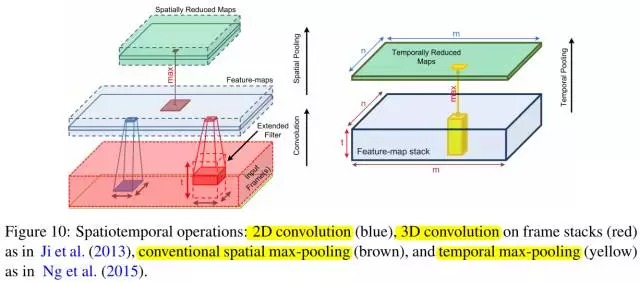 Spatially Reduced Maps
Spatial Pooling
max
Feature-maps
Convolution
Extended
Filter
t
Input
Frame(s)
n
m
Temporally Reduced
Maps
Temporal Pooling
max
n
t
Feature-map stack
m
Figure 10: Spatiotemporal operations: 2D convolution (blue), 3D convolution on frame stacks (red)
as in Ji et al. (2013), conventional spatial max-pooling (brown), and temporal max-pooling (yellow)
as in Ng et al. (2015).